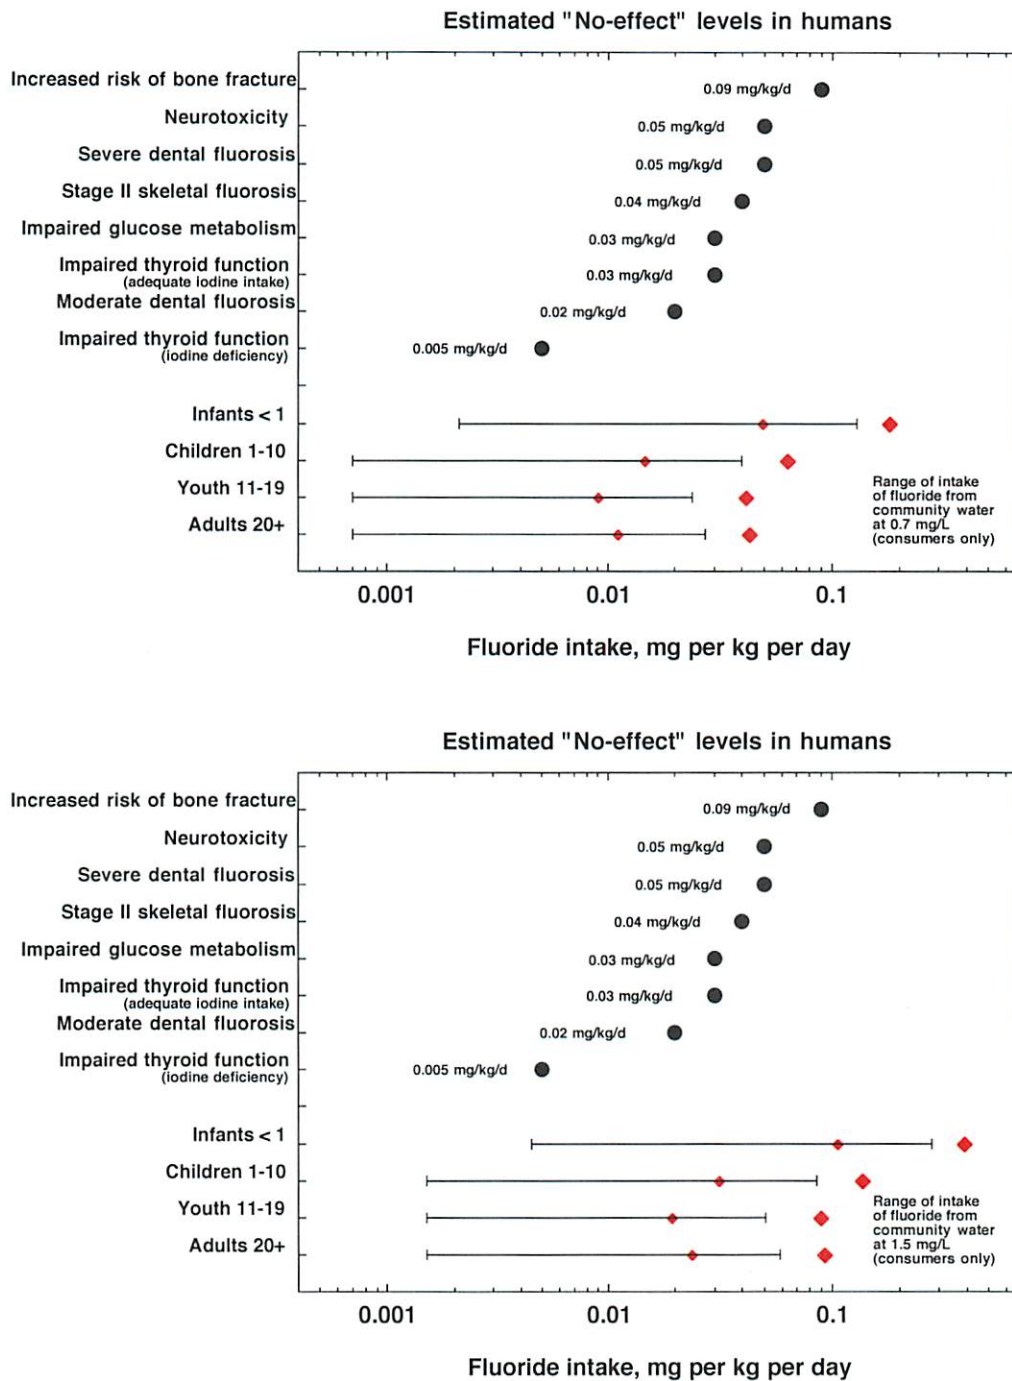 Estimated "No-effect" levels in humans
Increased risk of bone fracture
0.09 mg/kg/d
Neurotoxicity
0.05 mg/kg/d
Severe dental fluorosis
0.05 mg/kg/d
Stage II skeletal fluorosis
0.04 mg/kg/d
Impaired glucose metabolism
0.03 mg/kg/d
Impaired thyroid function
(adequate iodine intake)
0.03 mg/kg/d
Moderate dental fluorosis
0.02 mg/kg/d
Impaired thyroid function
(iodine deficiency)
0.005 mg/kg/d
Infants < 1
Children 1-10
Youth 11-19
Adults 20+
Range of intake
of fluoride from
community water
at 0.7 mg/L
(consumers only)
0.001 0.01 0.1
Fluoride intake, mg per kg per day
Estimated "No-effect" levels in humans
Increased risk of bone fracture
0.09 mg/kg/d
Neurotoxicity
0.05 mg/kg/d
Severe dental fluorosis
0.05 mg/kg/d
Stage II skeletal fluorosis
0.04 mg/kg/d
Impaired glucose metabolism
0.03 mg/kg/d
Impaired thyroid function
(adequate iodine intake)
0.03 mg/kg/d
Moderate dental fluorosis
0.02 mg/kg/d
Impaired thyroid function
(iodine deficiency)
0.005 mg/kg/d
Infants < 1
Children 1-10
Youth 11-19
Adults 20+
Range of intake
of fluoride from
community water
at 1.5 mg/L
(consumers only)
0.001 0.01 0.1
Fluoride intake, mg per kg per day